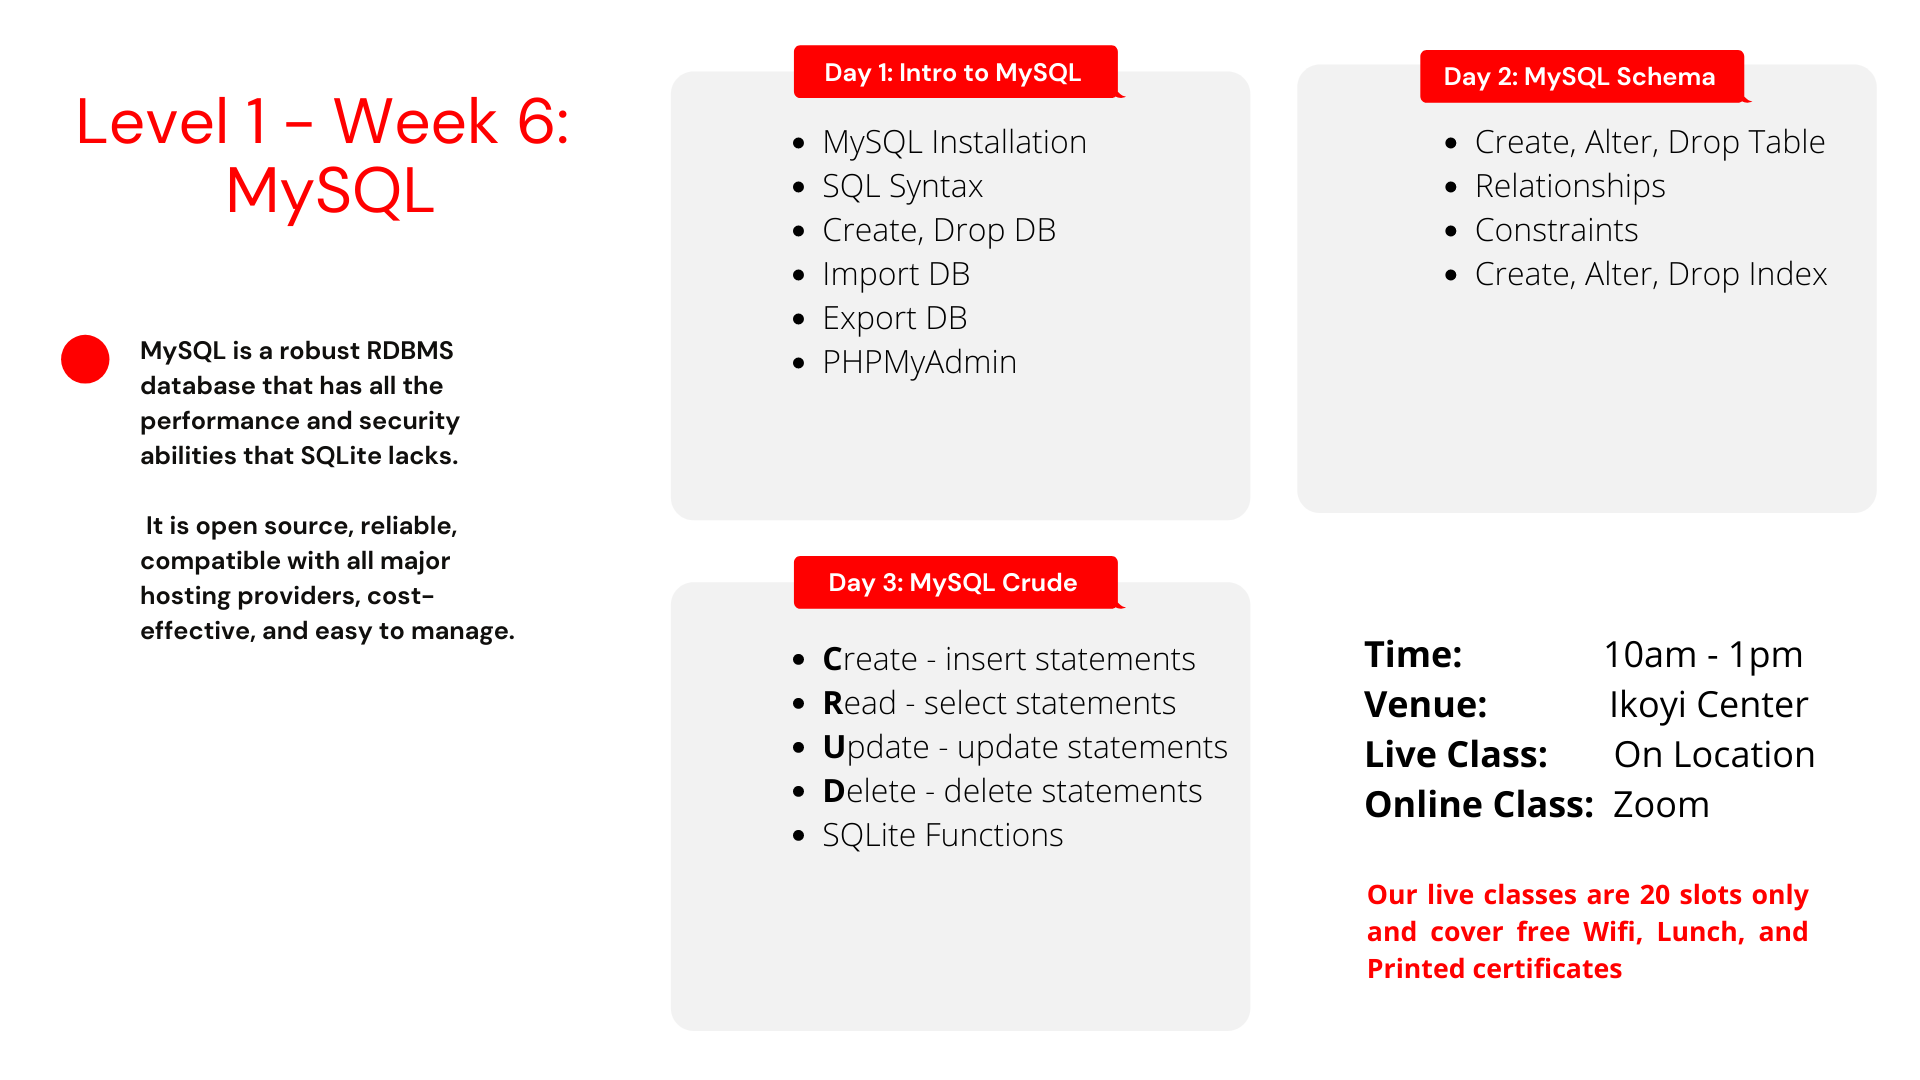 Level 1 - Week 6:
MySQL
MySQL is a robust RDBMS
database that has all the
performance and security
abilities that SQLite lacks.
It is open source, reliable,
compatible with all major
hosting providers, cost-
effective, and easy to manage.
Day 1: Intro to MySQL
• MySQL Installation
• SQL Syntax
• Create, Drop DB
• Import DB
• Export DB
• PHPMyAdmin
Day 2: MySQL Schema
• Create, Alter, Drop Table
• Relationships
• Constraints
• Create, Alter, Drop Index
Day 3: MySQL Crude
• Create - insert statements
• Read - select statements
• Update - update statements
• Delete - delete statements
• SQLite Functions
Time: 10am - 1pm
Venue: Ikoyi Center
Live Class: On Location
Online Class: Zoom
Our live classes are 20 slots only
and cover free Wifi, Lunch, and
Printed certificates